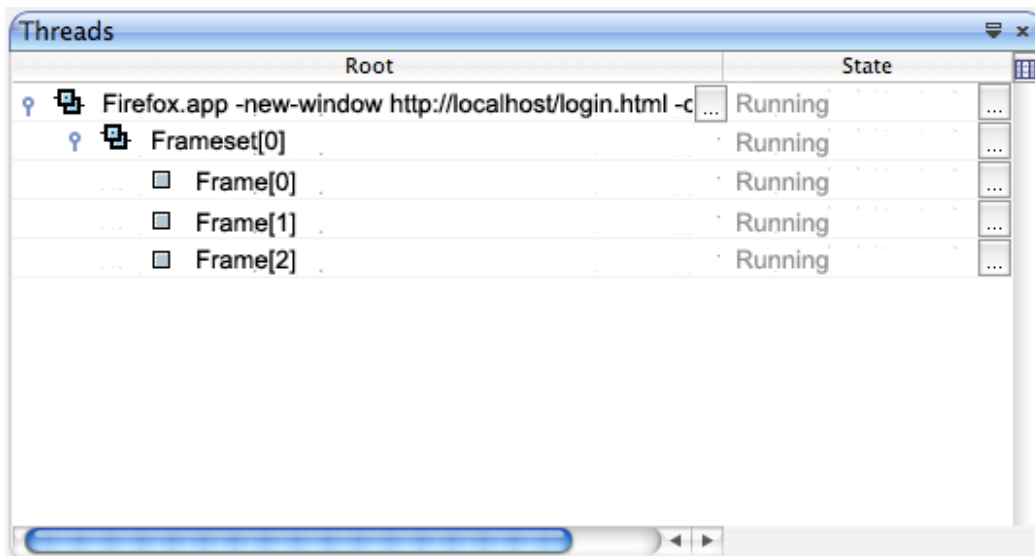 Threads
Root State
Firefox.app -new-window http://localhost/login.html -c ... Running ...
Frameset[0] Running ...
Frame[0] Running ...
Frame[1] Running ...
Frame[2] Running ...